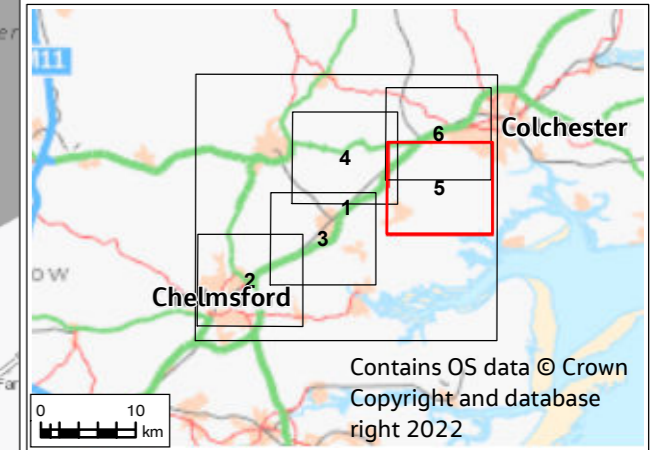 M11
Colchester
6
4
5
1
3
OW
2
Chelmsford
Contains OS data © Crown
Copyright and database
right 2022
0 10
km